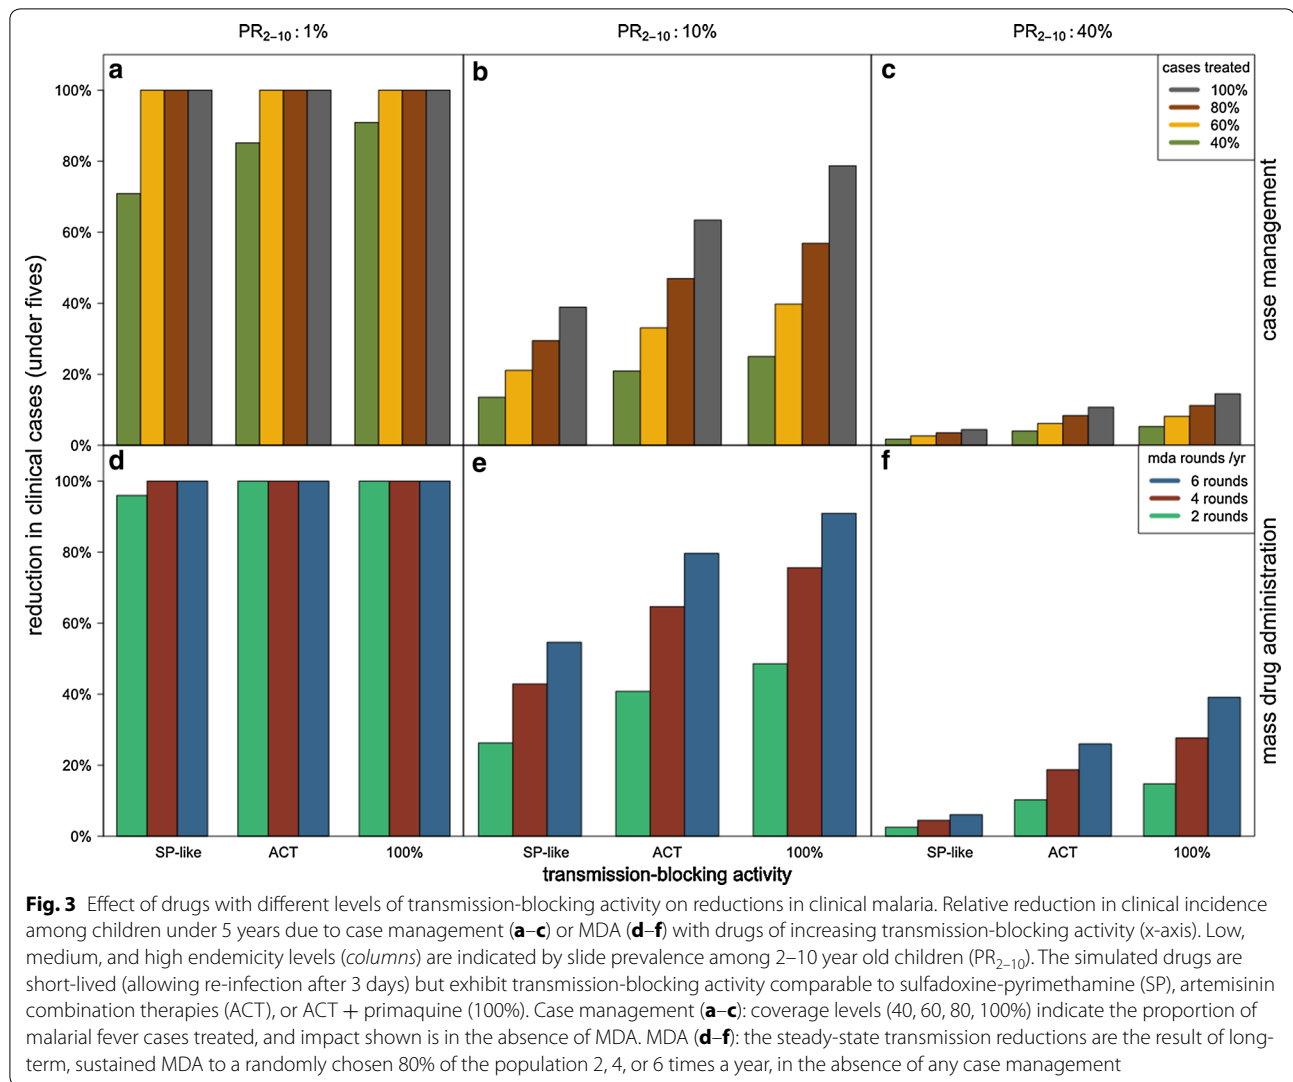 PR2–10 : 1%
PR2–10 : 10%
PR2–10 : 40%
a
b
c
cases treated
100%
80%
60%
40%
100%
80%
60%
40%
20%
0%
case management
reduction in clinical cases (under fives)
d
e
f
mda rounds /yr
6 rounds
4 rounds
2 rounds
100%
80%
60%
40%
20%
0%
mass drug administration
SP-like
ACT
100%
SP-like
ACT
100%
SP-like
ACT
100%
transmission-blocking activity
Fig. 3 Effect of drugs with different levels of transmission-blocking activity on reductions in clinical malaria. Relative reduction in clinical incidence
among children under 5 years due to case management (a–c) or MDA (d–f) with drugs of increasing transmission-blocking activity (x-axis). Low,
medium, and high endemicity levels (columns) are indicated by slide prevalence among 2–10 year old children (PR2–10). The simulated drugs are
short-lived (allowing re-infection after 3 days) but exhibit transmission-blocking activity comparable to sulfadoxine-pyrimethamine (SP), artemisinin
combination therapies (ACT), or ACT + primaquine (100%). Case management (a–c): coverage levels (40, 60, 80, 100%) indicate the proportion of
malarial fever cases treated, and impact shown is in the absence of MDA. MDA (d–f): the steady-state transmission reductions are the result of long-
term, sustained MDA to a randomly chosen 80% of the population 2, 4, or 6 times a year, in the absence of any case management